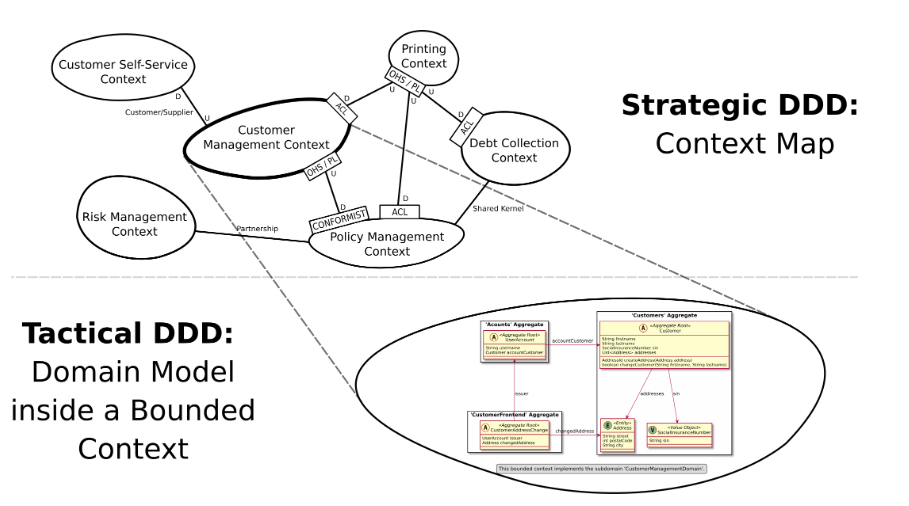 Customer Self-Service
Context
D
Customer/Supplier
U
Printing
Context
OHS / PL
U
U
U
ACL
D
Customer
Management Context
OHS / PL
U
D
ACL
Debt Collection
Context
Strategic DDD:
Context Map
Risk Management
Context
Partnership
D
CONFORMIST
D
ACL
Policy Management
Context
Shared Kernel
Tactical DDD:
Domain Model
inside a Bounded
Context
'Acounts' Aggregate
A
«Aggregate Root»
UserAccount
String username
Customer accountCustomer
accountCustomer
'Customers' Aggregate
A
«Aggregate Root»
Customer
String firstname
String lastname
SocialInsuranceNumber sin
List<Address> addresses
AddressId createAddress(Address address)
boolean changeCustomer(String firstname, String lastname)
issuer
addresses
sin
'CustomerFrontend' Aggregate
A
«Aggregate Root»
CustomerAddressChange
UserAccount issuer
Address changedAddress
changedAddress
E
«Entity»
Address
String street
int postalCode
String city
V
«Value Object»
SocialInsuranceNumber
String sin
This bounded context implements the subdomain 'CustomerManagementDomain'.